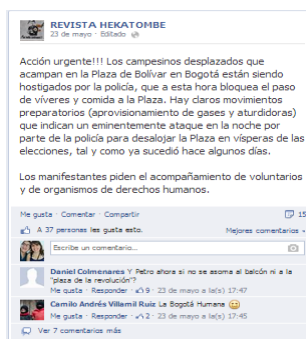 REVISTA HEKATOMBE
23 de mayo · Editado
Acción urgente!!! Los campesinos desplazados que
acampan en la Plaza de Bolívar en Bogotá están siendo
hostigados por la policía, que a esta hora bloquea el paso
de víveres y comida a la Plaza. Hay claros movimientos
preparatorios (aprovisionamiento de gases y aturdidoras)
que indican un eminentemente ataque en la noche por
parte de la policía para desalojar la Plaza en vísperas de las
elecciones, tal y como ya sucedió hace algunos días.
Los manifestantes piden el acompañamiento de voluntarios
y de organismos de derechos humanos.
Me gusta · Comentar · Compartir 15
A 37 personas les gusta esto. Mejores comentarios
Escribe un comentario...
Daniel Colmenares Y Petro ahora si no se asoma al balcón ni a la
"plaza de la revolución"?
Me gusta · Responder · 9 · 23 de mayo a la(s) 17:47
Camilo Andrés Villamil Ruiz La Bogotá Humana
Me gusta · Responder · 2 · 23 de mayo a la(s) 17:45
Ver 7 comentarios más